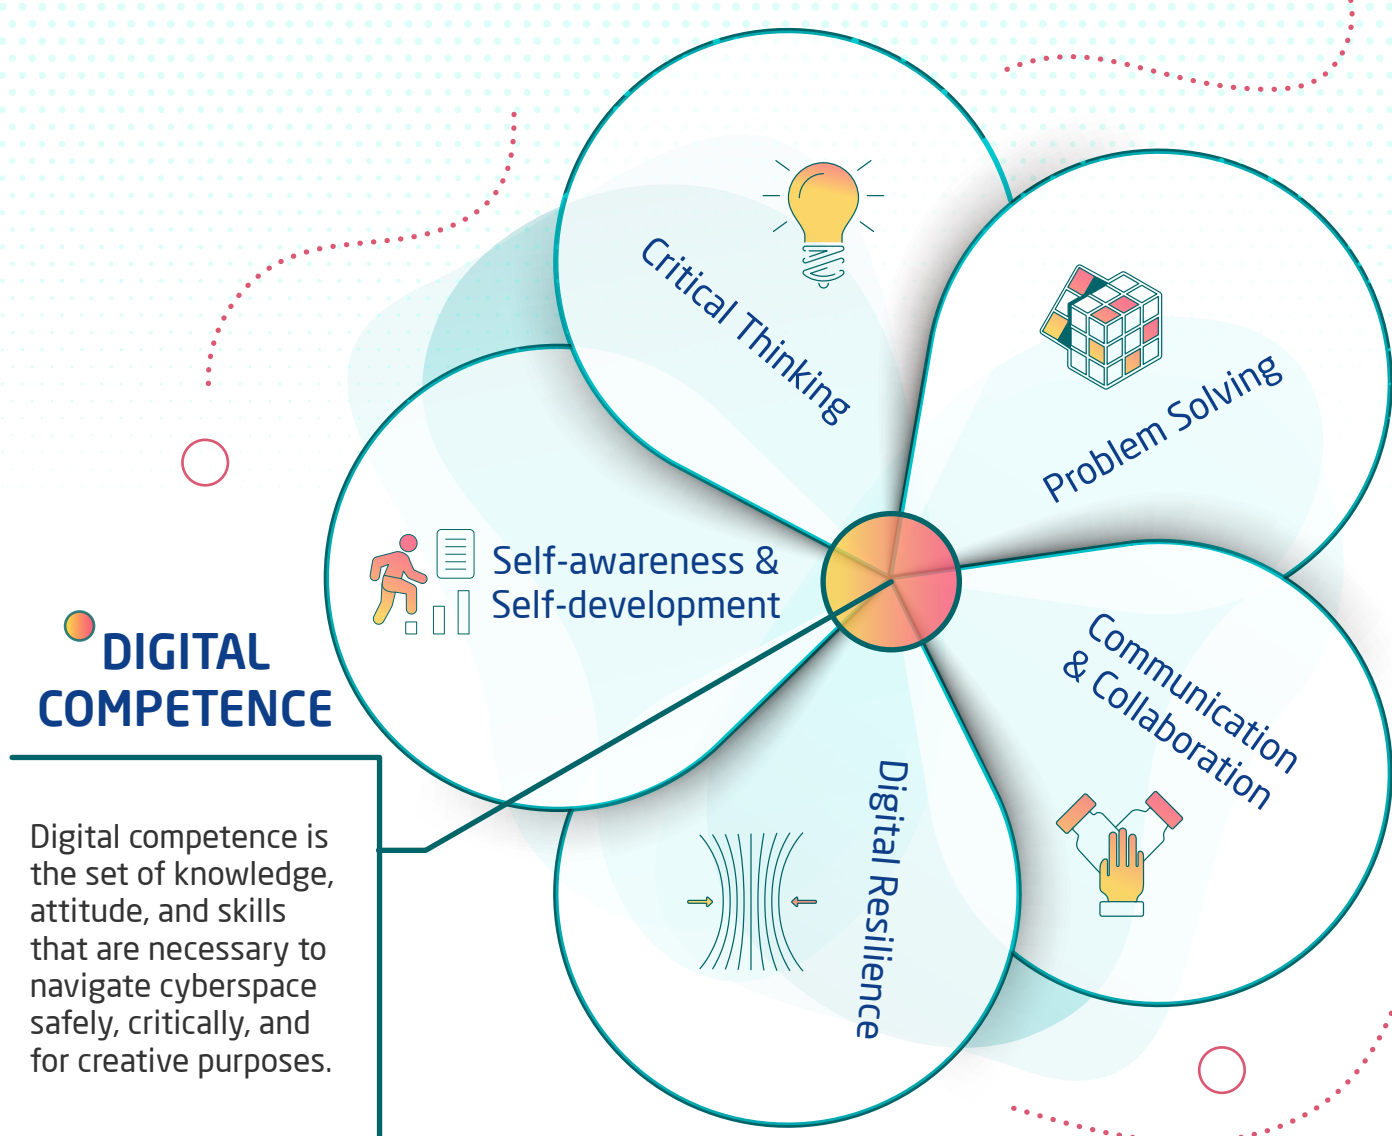 Critical Thinking
Problem Solving
Self-awareness &
Self-development
Communication
& Collaboration
Digital Resilience
DIGITAL
COMPETENCE
Digital competence is
the set of knowledge,
attitude, and skills
that are necessary to
navigate cyberspace
safely, critically, and
for creative purposes.